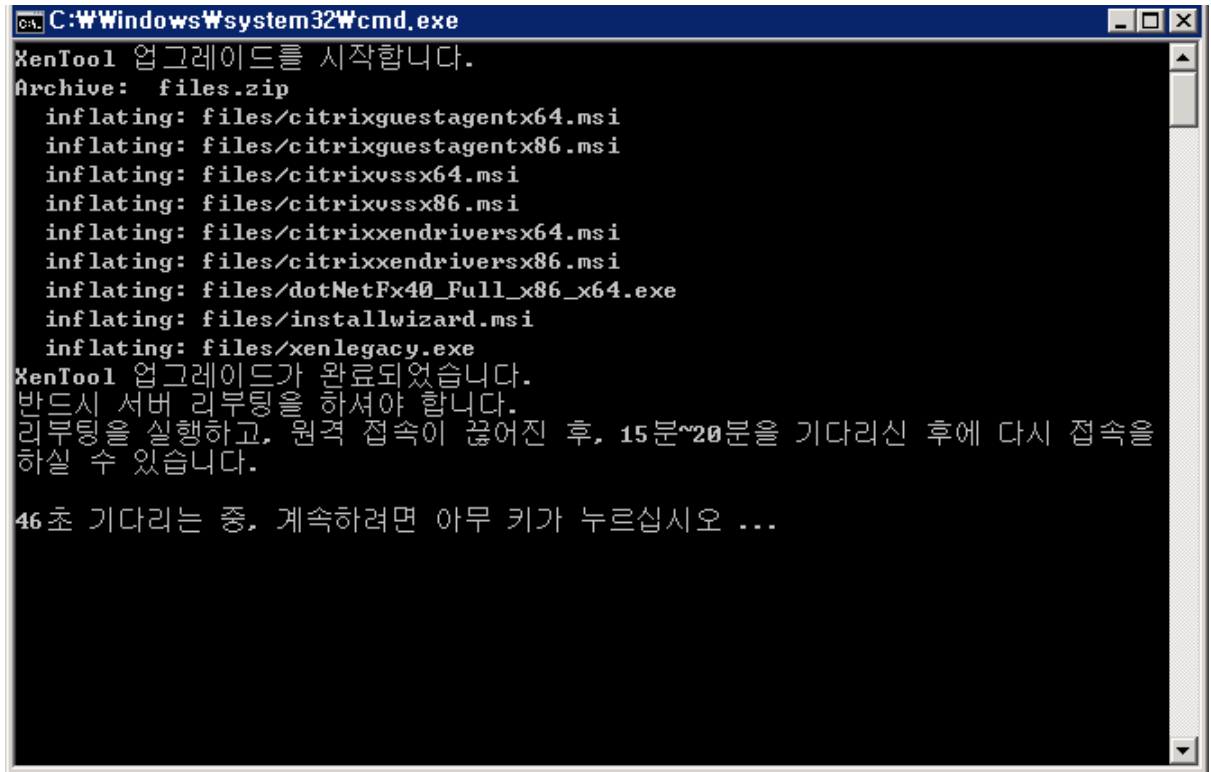 C:₩Windows₩system32₩cmd.exe
XenTool 업그레이드를 시작합니다.
Archive:  files.zip
  inflating: files/citrixguestagentx64.msi
  inflating: files/citrixguestagentx86.msi
  inflating: files/citrixvssx64.msi
  inflating: files/citrixvssx86.msi
  inflating: files/citrixxendriversx64.msi
  inflating: files/citrixxendriversx86.msi
  inflating: files/dotNetFx40_Full_x86_x64.exe
  inflating: files/installwizard.msi
  inflating: files/xenlegacy.exe
XenTool 업그레이드가 완료되었습니다.
반드시 서버 리부팅을 하셔야 합니다.
리부팅을 실행하고, 원격 접속이 끊어진 후, 15분~20분을 기다리신 후에 다시 접속을
하실 수 있습니다.
46초 기다리는 중, 계속하려면 아무 키가 누르십시오 ...